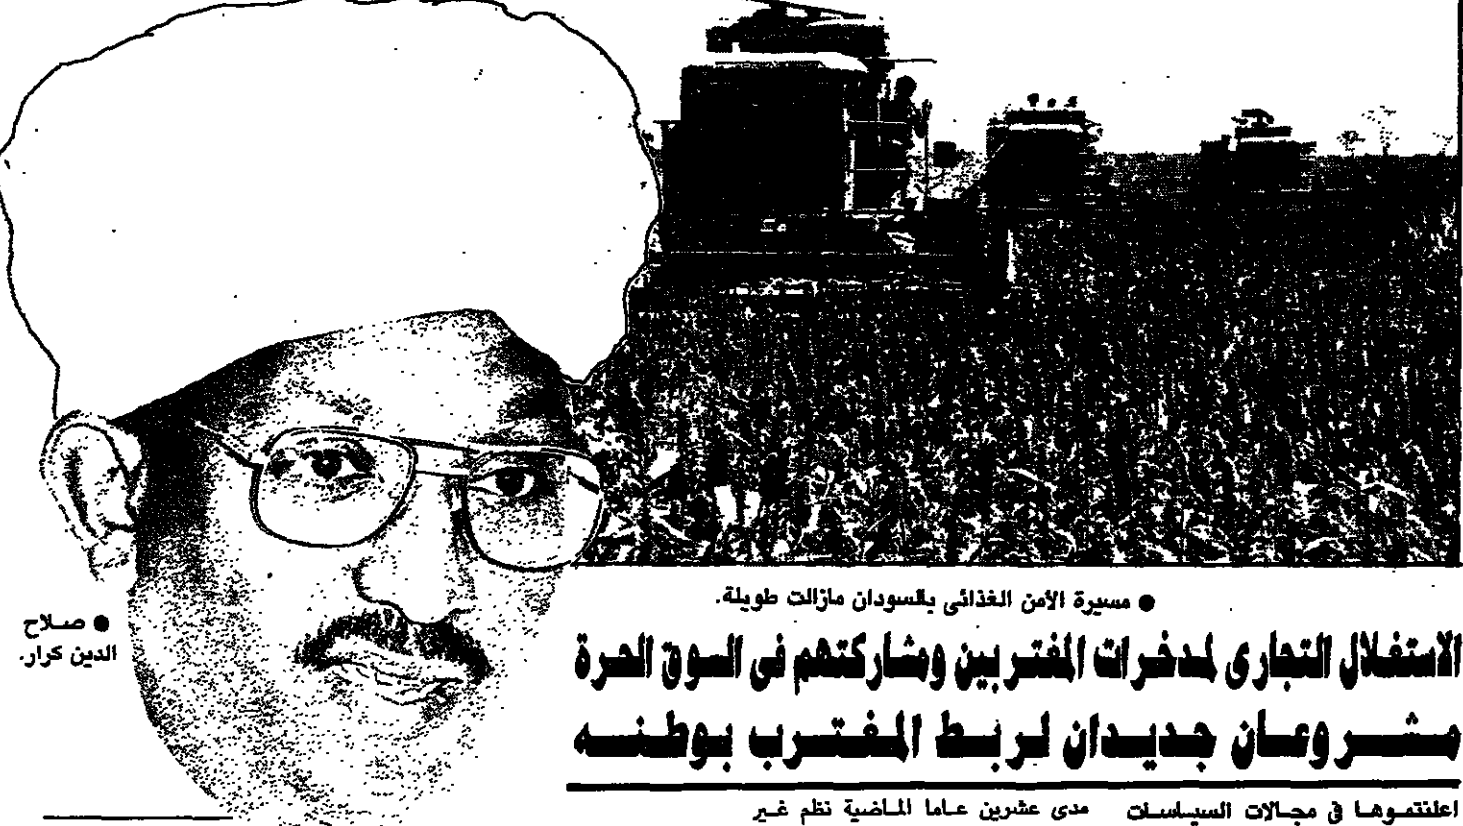 ● مسيرة الأمن الغذائى بالسودان مازالت طويلة.
● صلاح
الدين كرار.
الاستغلال التجارى لمدخرات المغتربين ومشاركتهم فى السوق الحرة
مشروعان جديدان لربط المغترب بوطنه
اعلنتموها فى مجالات السياسات
مدى عشرين عاما الماضية نظم غير